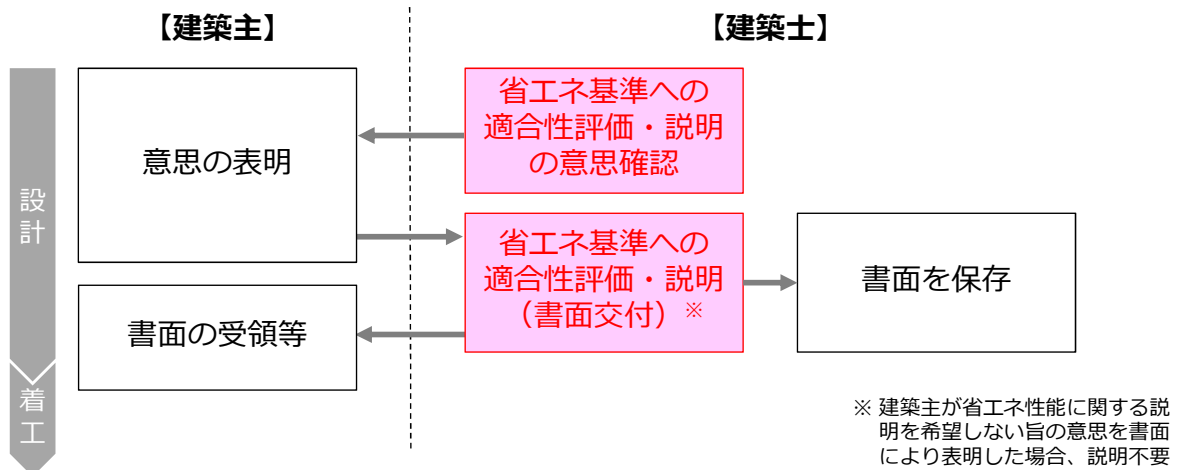 【建築主】
【建築士】
設計
着工
意思の表明
省エネ基準への
適合性評価・説明
の意思確認
省エネ基準への
適合性評価・説明
（書面交付）※
書面を保存
書面の受領等
※ 建築主が省エネ性能に関する説
明を希望しない旨の意思を書面
により表明した場合、説明不要